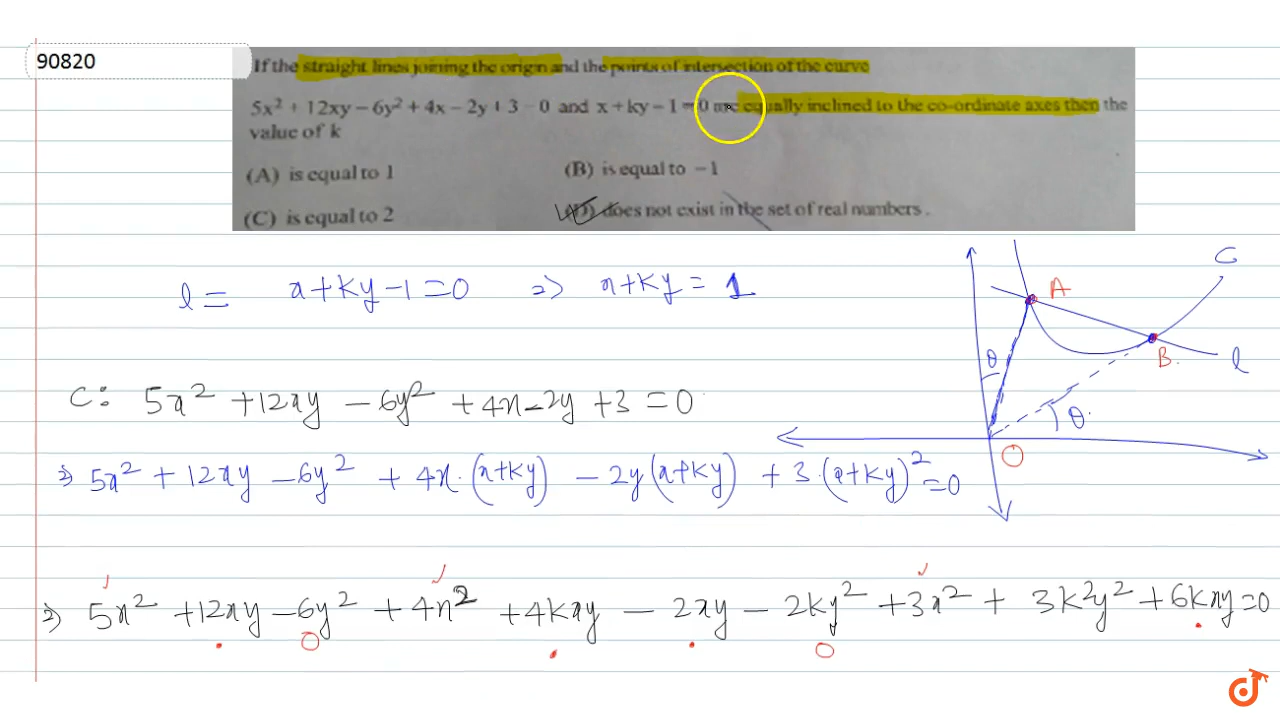 90820
If the straight lines joining the origin and the points of intersection of the curve
5x² + 12xy − 6y² + 4x − 2y + 3 − 0 and x + ky − 1 = 0 are equally inclined to the co-ordinate axes then the
value of k
(A) is equal to 1
(B) is equal to −1
(C) is equal to 2
(D) does not exist in the set of real numbers.
l = x+ky-1=0 => x+ky = 1
C: 5x² +12xy − 6y² +4x−2y +3 =0
=> 5x² + 12xy −6y² + 4x·(x+ky) − 2y(x+ky) + 3·(x+ky)² =0
=> 5x² +12xy −6y² +4x² +4kxy − 2xy − 2ky² +3x² + 3k²y² +6kxy=0
C
A
θ
B.
l
θ.
O